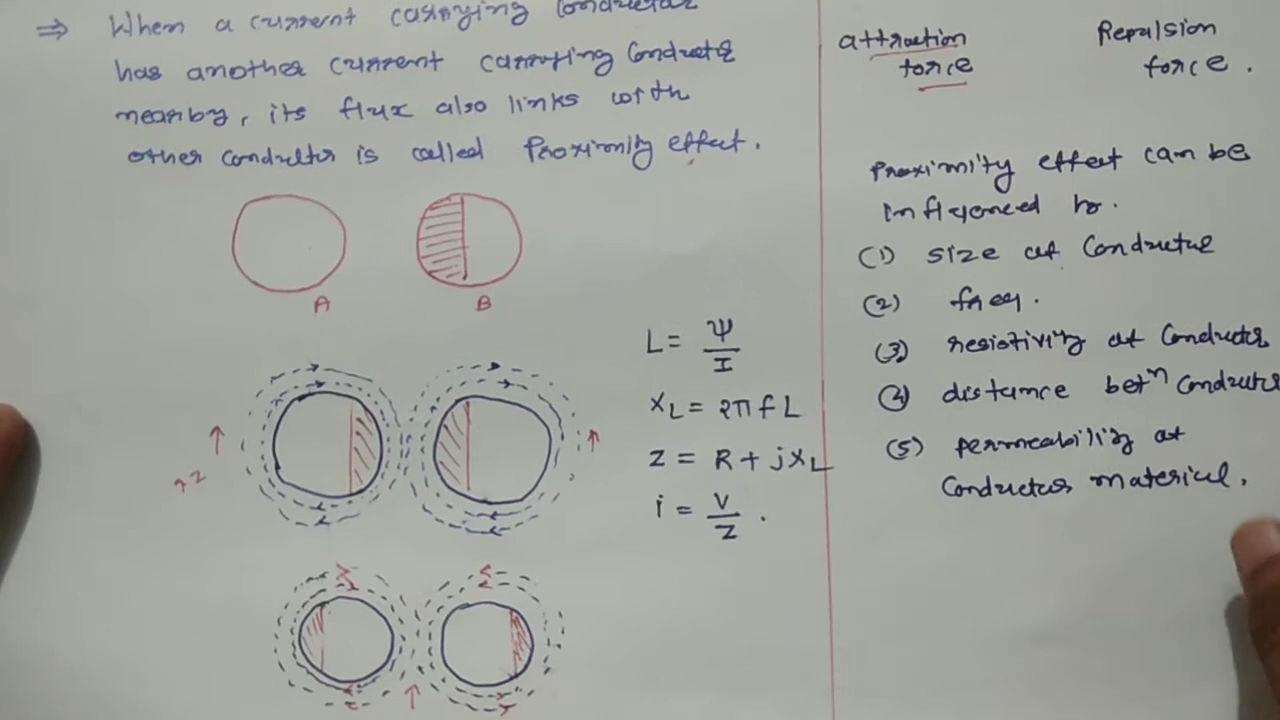 ⇒ When a current carrying conductor
has another current carrying Conductor
nearby, its flux also links with
other conductor is called Proximity effect.
A
B
L = ψ/I
XL = 2πfL
Z = R + jXL
i = V/Z .
↑Z
attraction
force
Repulsion
force .
Proximity effect can be
influenced by.
(1) size of Conductor
(2) freq .
(3) resistivity of Conductor
(4) distance betⁿ Conductor
(5) permeability of
Conductor material.